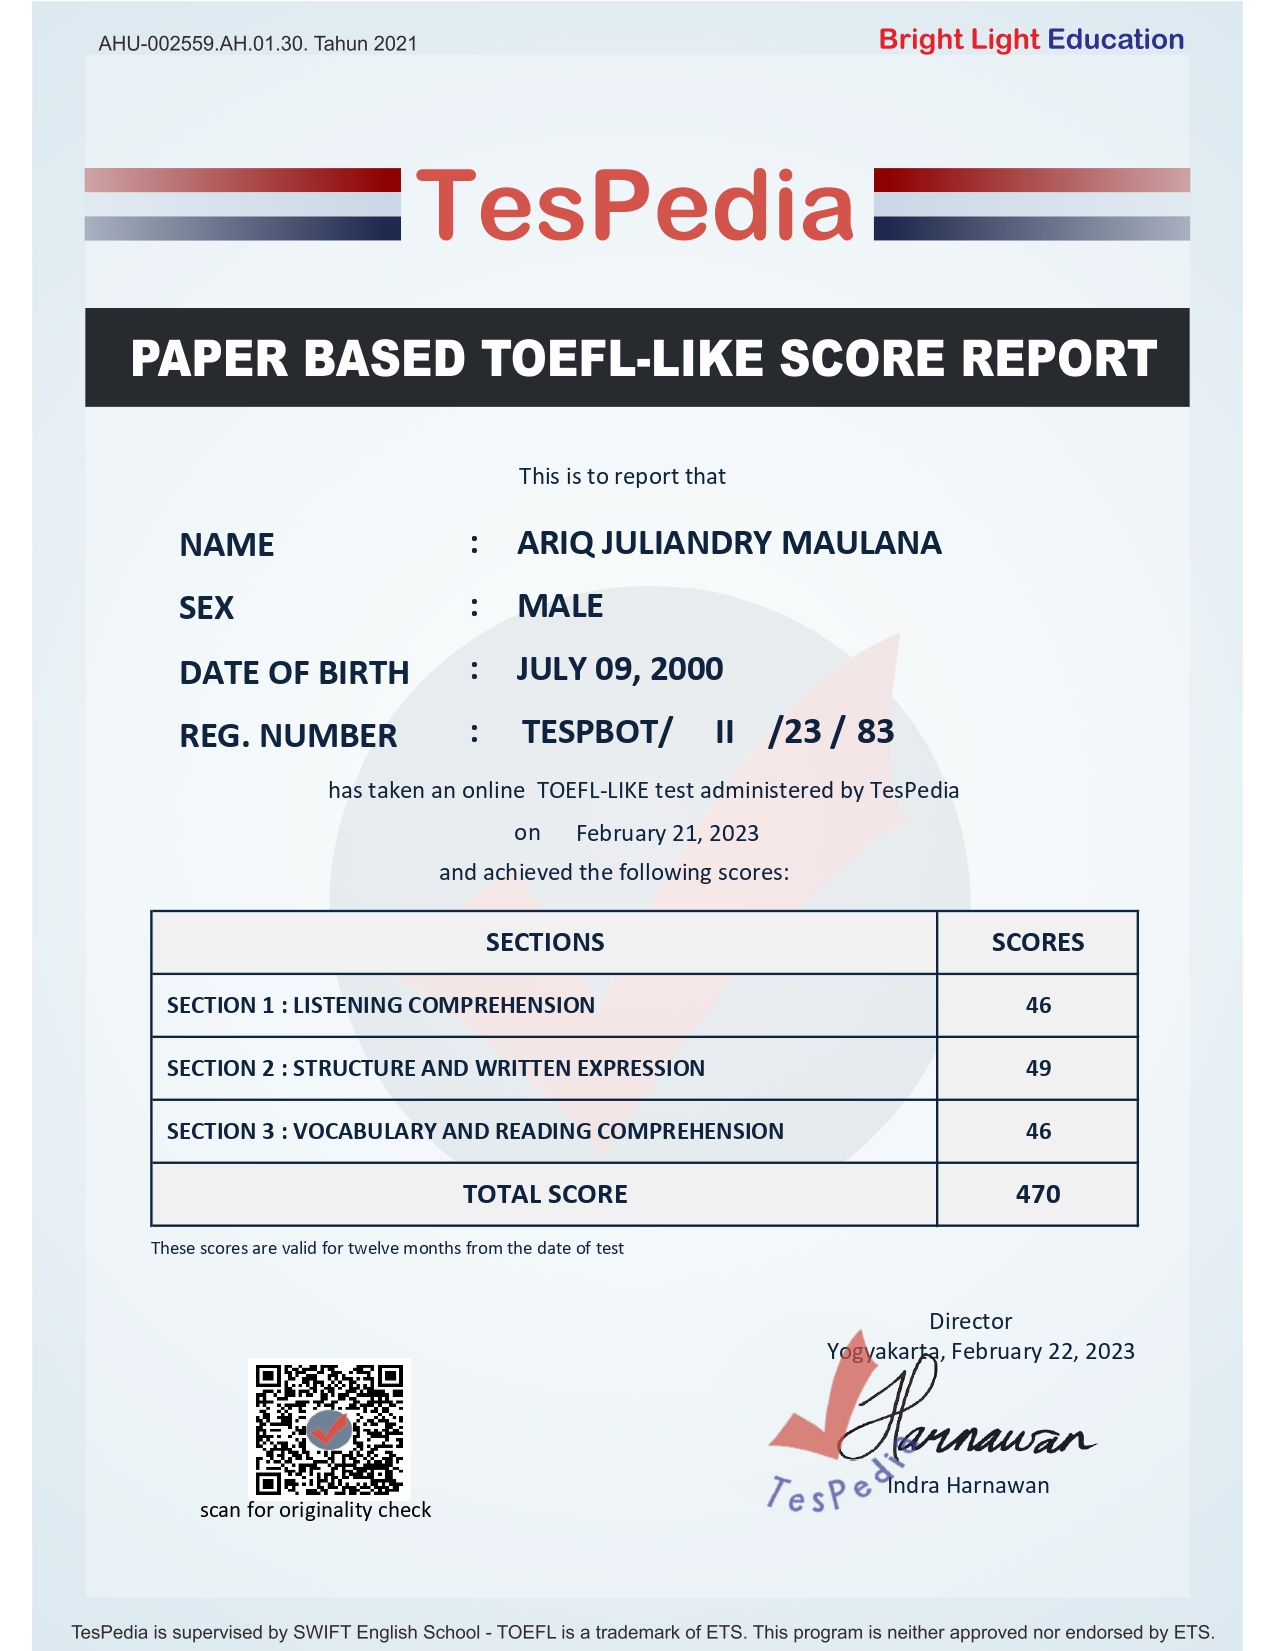 AHU-002559.AH.01.30. Tahun 2021
Bright Light Education
TesPedia
PAPER BASED TOEFL-LIKE SCORE REPORT
This is to report that
NAME : ARIQ JULIANDRY MAULANA
SEX : MALE
DATE OF BIRTH : JULY 09, 2000
REG. NUMBER : TESPBOT/ II /23 / 83
has taken an online TOEFL-LIKE test administered by TesPedia
on February 21, 2023
and achieved the following scores:
SECTIONS SCORES
SECTION 1 : LISTENING COMPREHENSION 46
SECTION 2 : STRUCTURE AND WRITTEN EXPRESSION 49
SECTION 3 : VOCABULARY AND READING COMPREHENSION 46
TOTAL SCORE 470
These scores are valid for twelve months from the date of test
Director
Yogyakarta, February 22, 2023
Harnawan
TesPedia
Indra Harnawan
scan for originality check
TesPedia is supervised by SWIFT English School - TOEFL is a trademark of ETS. This program is neither approved nor endorsed by ETS.